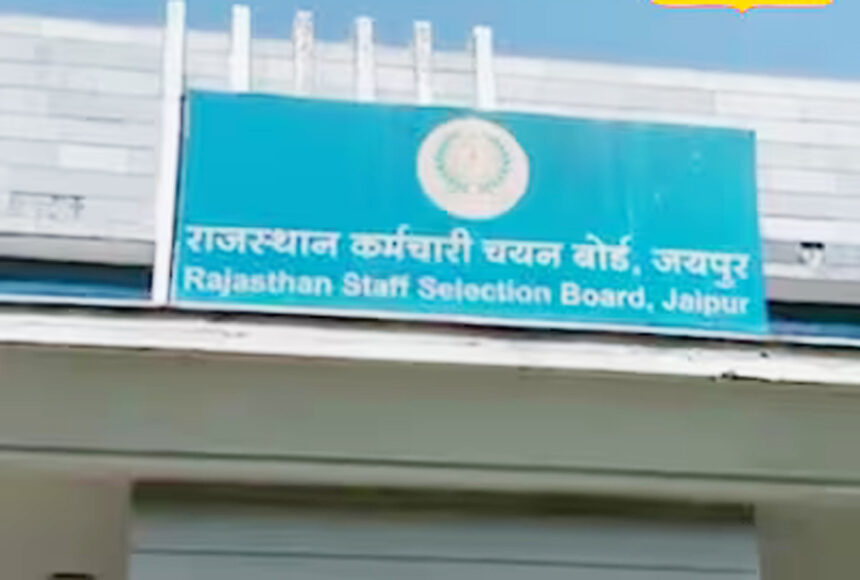 राजस्थान कर्मचारी चयन बोर्ड, जयपुर
Rajasthan Staff Selection Board, Jaipur